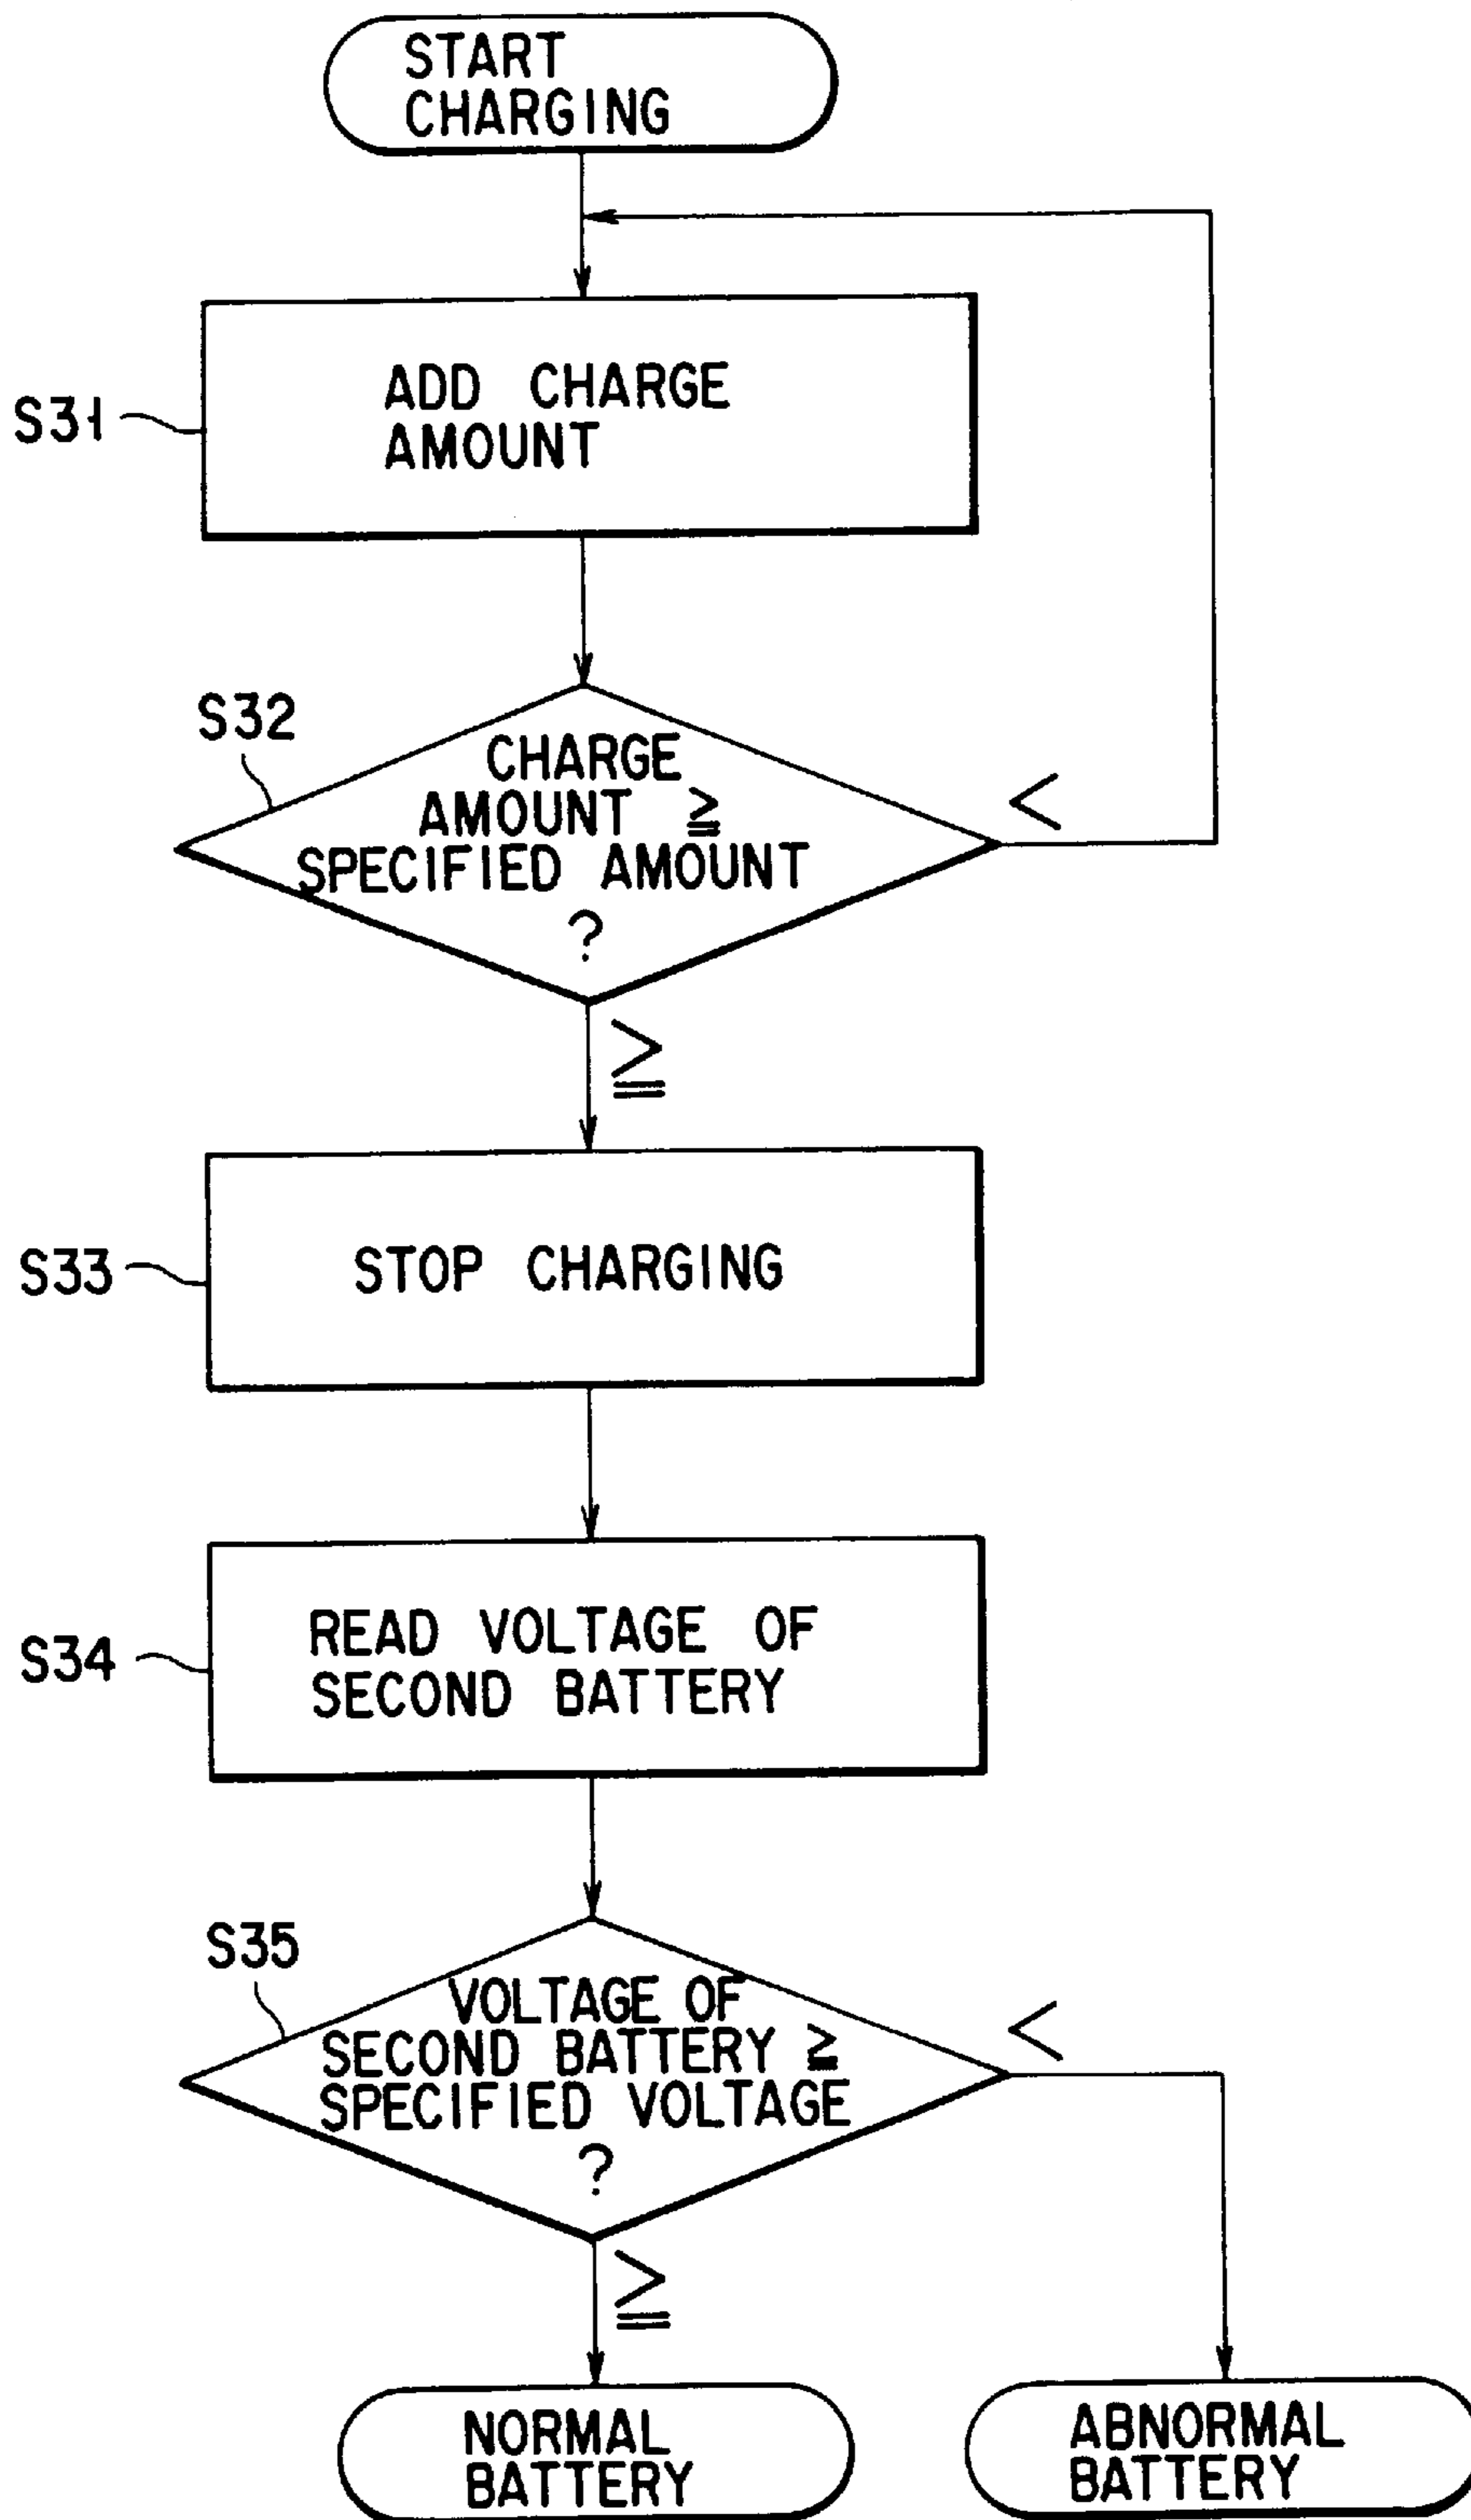 START
CHARGING
S31
ADD CHARGE
AMOUNT
S32
CHARGE
AMOUNT ≧
SPECIFIED AMOUNT
?
<
≧
S33
STOP CHARGING
S34
READ VOLTAGE OF
SECOND BATTERY
S35
VOLTAGE OF
SECOND BATTERY ≧
SPECIFIED VOLTAGE
?
<
≧
NORMAL
BATTERY
ABNORMAL
BATTERY